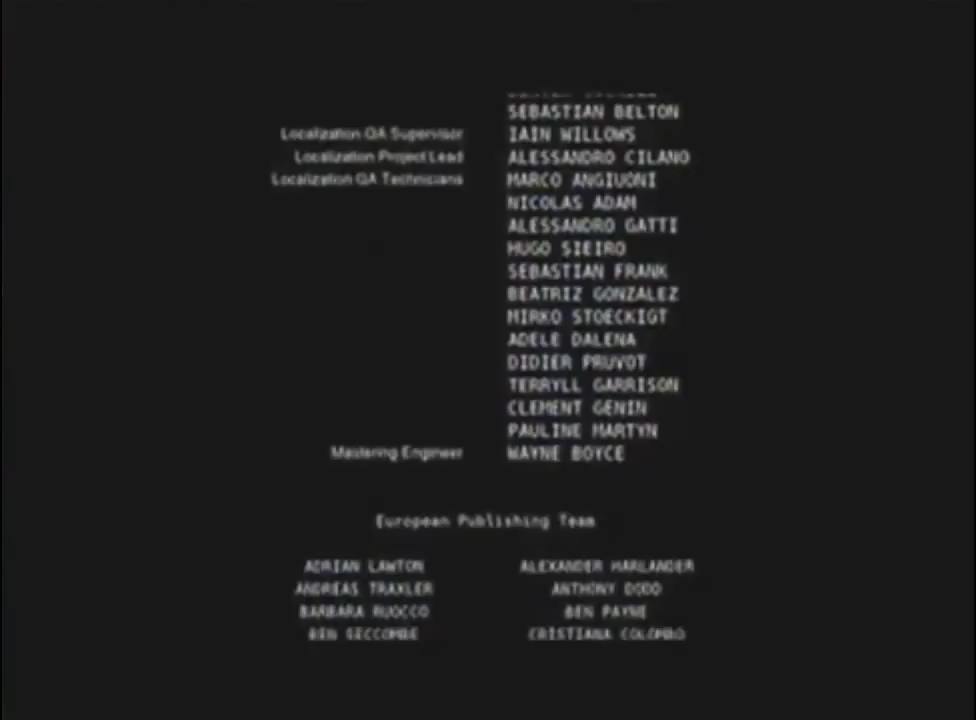 SEBASTIAN BELTON
Localization QA Supervisor IAIN WILLOWS
Localization Project Lead ALESSANDRO CILANO
Localization QA Technicians MARCO ANGIUONI
NICOLAS ADAM
ALESSANDRO GATTI
HUGO SIEIRO
SEBASTIAN FRANK
BEATRIZ GONZALEZ
MIRKO STOECKIGT
ADELE DALENA
DIDIER PRUVOT
TERRYLL GARRISON
CLEMENT GENIN
PAULINE MARTYN
Mastering Engineer WAYNE BOYCE
European Publishing Team
ADRIAN LAWTON ALEXANDER HARLANDER
ANDREAS TRAXLER ANTHONY DODD
BARBARA RUOCCO BEN PAYNE
BEN SECCOMBE CRISTIANA COLOMBO